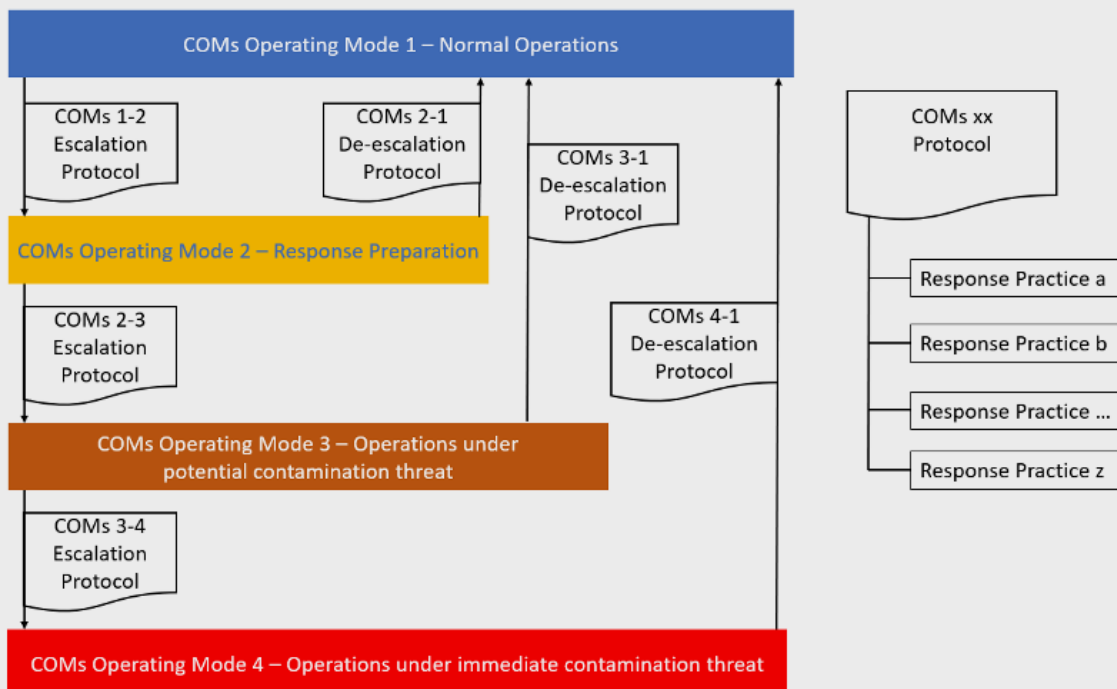 COMs Operating Mode 1 – Normal Operations
COMs 1-2
Escalation
Protocol
COMs 2-1
De-escalation
Protocol
COMs 3-1
De-escalation
Protocol
COMs xx
Protocol
COMs Operating Mode 2 – Response Preparation
Response Practice a
COMs 2-3
Escalation
Protocol
COMs 4-1
De-escalation
Protocol
Response Practice b
Response Practice ...
COMs Operating Mode 3 – Operations under
potential contamination threat
Response Practice z
COMs 3-4
Escalation
Protocol
COMs Operating Mode 4 – Operations under immediate contamination threat